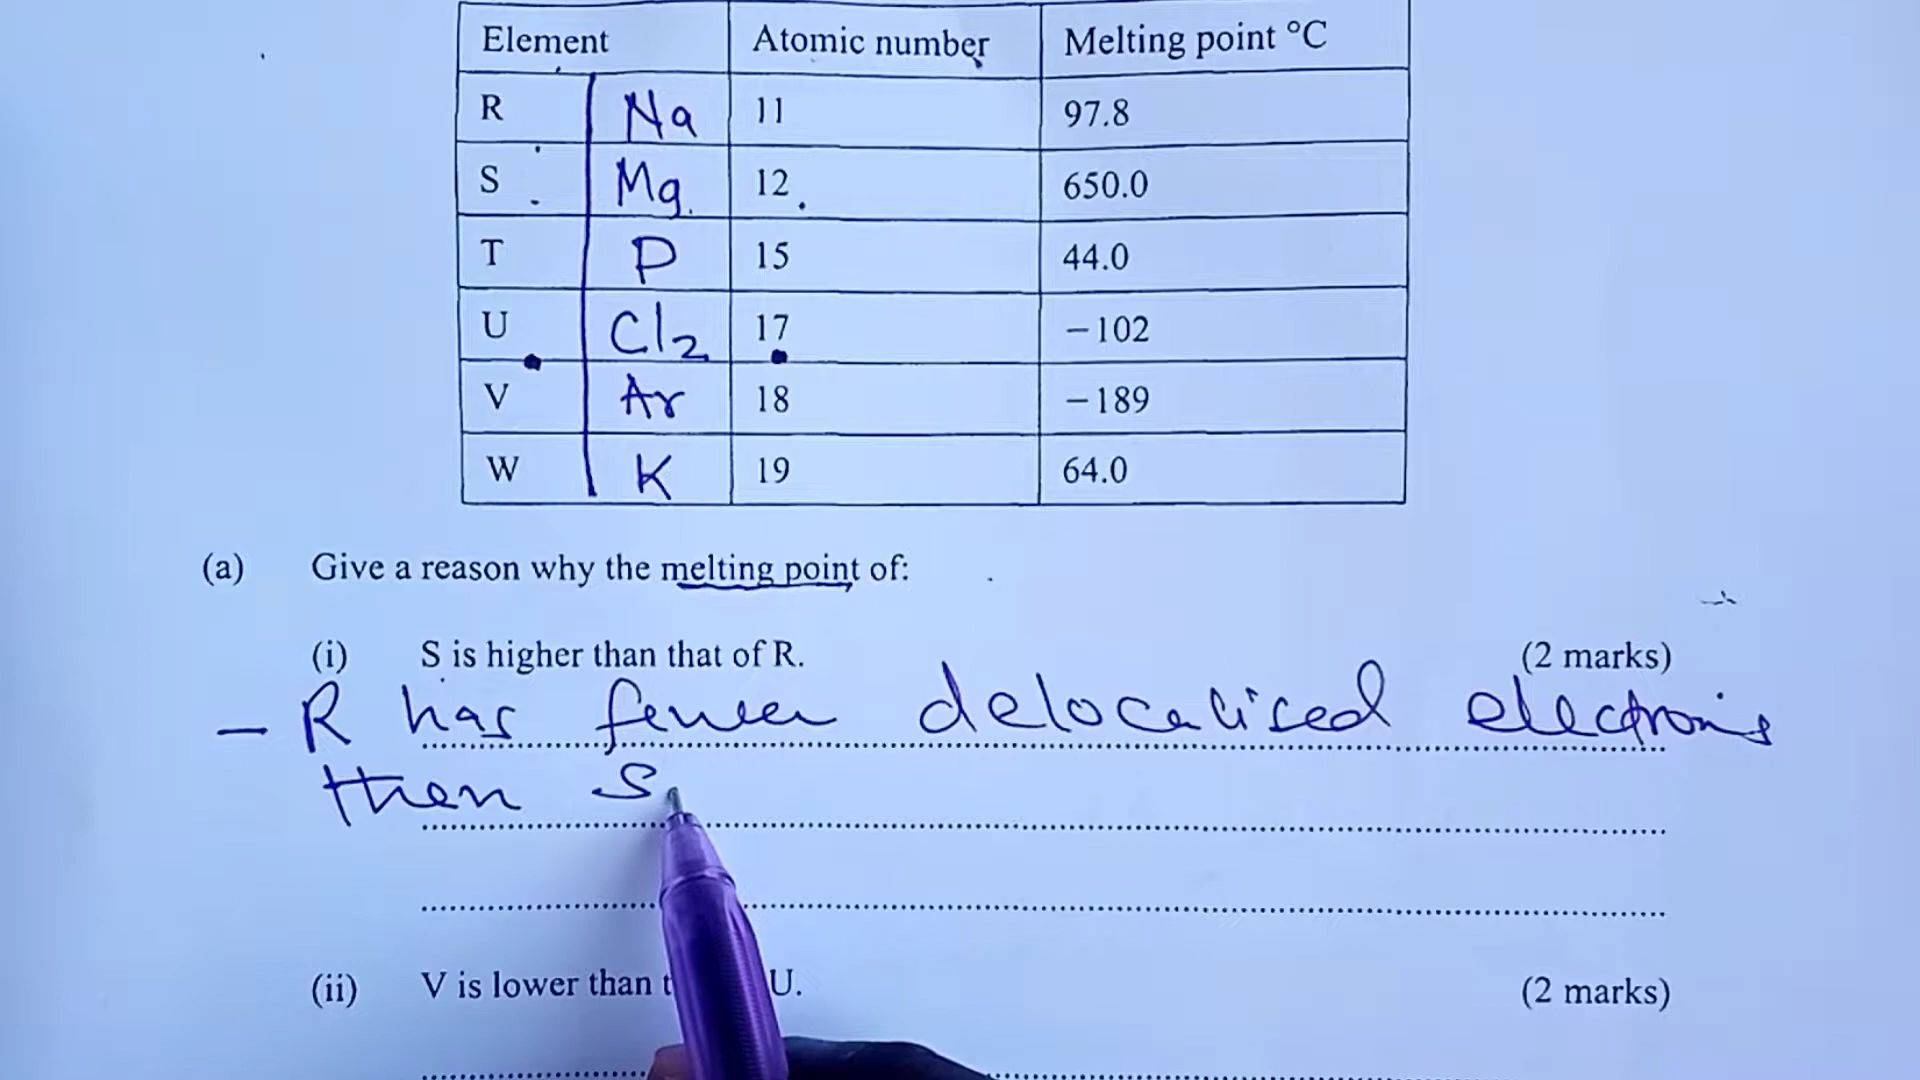 Element Atomic number Melting point °C
R Na 11 97.8
S Mg 12 650.0
T P 15 44.0
U Cl2 17 −102
V Ar 18 −189
W K 19 64.0
(a) Give a reason why the melting point of:
(i) S is higher than that of R. (2 marks)
– R has fewer delocalised electrons
then S
(ii) V is lower than U. (2 marks)